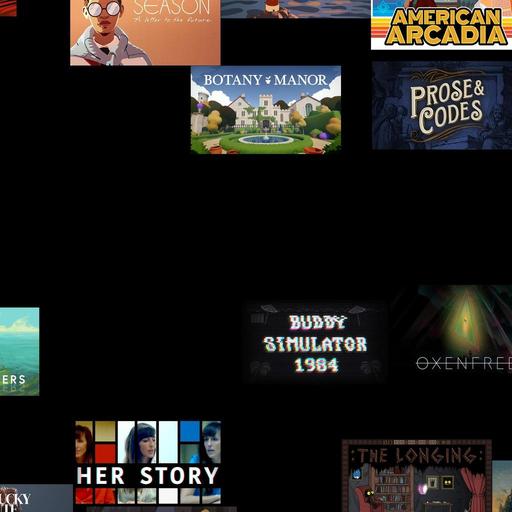 SEASON
A letter to the future
AMERICAN
ARCADIA
BOTANY MANOR
PROSE &
CODES
ERS
BUDDY
SIMULATOR
1984
OXENFREE
HER STORY
:THE LONGING:
UCKY